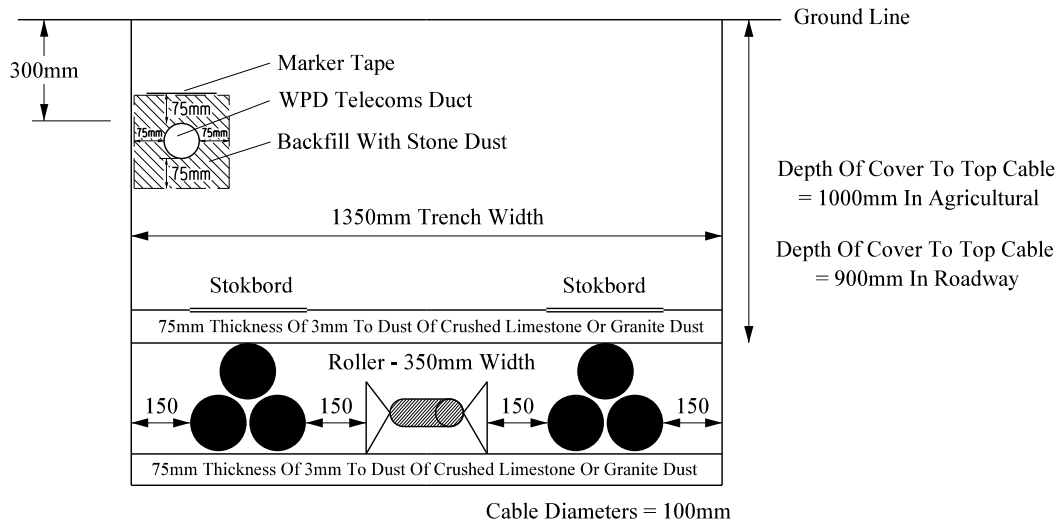 Ground Line
300mm
Marker Tape
75mm
WPD Telecoms Duct
75mm 75mm
Backfill With Stone Dust
75mm
Depth Of Cover To Top Cable
= 1000mm In Agricultural
1350mm Trench Width
Depth Of Cover To Top Cable
= 900mm In Roadway
Stokbord Stokbord
75mm Thickness Of 3mm To Dust Of Crushed Limestone Or Granite Dust
Roller - 350mm Width
150 150 150 150
75mm Thickness Of 3mm To Dust Of Crushed Limestone Or Granite Dust
Cable Diameters = 100mm